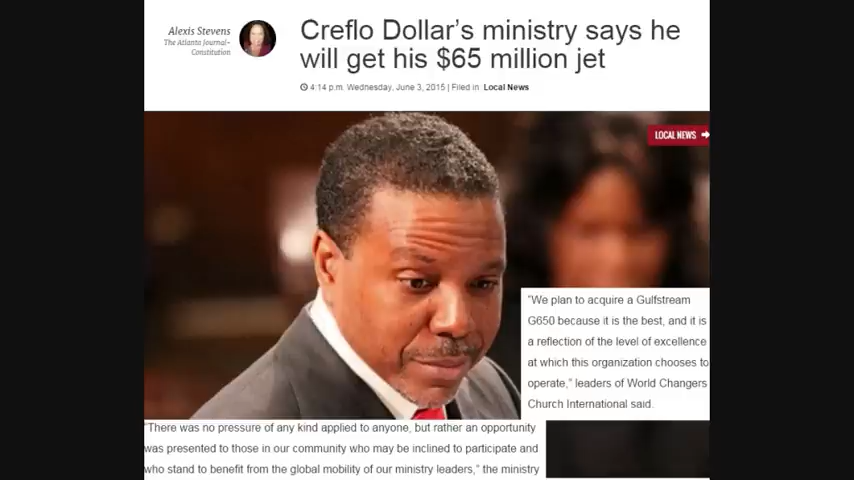 Alexis Stevens
The Atlanta Journal-
Constitution
Creflo Dollar's ministry says he
will get his $65 million jet
4:14 p.m. Wednesday, June 3, 2015 | Filed in Local News
LOCAL NEWS
"We plan to acquire a Gulfstream
G650 because it is the best, and it is
a reflection of the level of excellence
at which this organization chooses to
operate," leaders of World Changers
Church International said.
"There was no pressure of any kind applied to anyone, but rather an opportunity
was presented to those in our community who may be inclined to participate and
who stand to benefit from the global mobility of our ministry leaders," the ministry